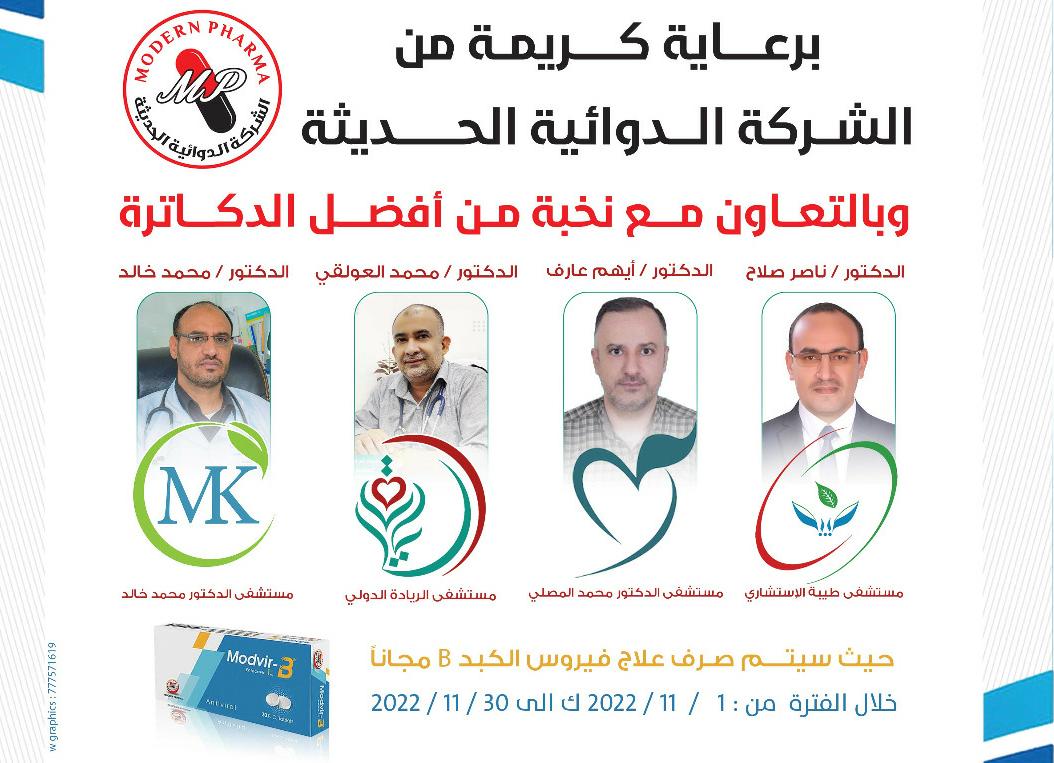 MODERN PHARMA
MP
الشركة الدوائية الحديثة
برعاية كريمة من
الشركة الدوائية الحديثة
وبالتعاون مع نخبة من أفضل الدكاترة
الدكتور / ناصر صلاح
الدكتور / أيهم عارف
الدكتور / محمد العولقي
الدكتور / محمد خالد
MK
مستشفى طيبة الإستشاري
مستشفى الدكتور محمد المصلي
مستشفى الريادة الدولي
مستشفى الدكتور محمد خالد
حيث سيتم صرف علاج فيروس الكبد B مجاناً
خلال الفترة من : 1 / 11 / 2022 ك الى 30 / 11 / 2022
Modvir-B
Antiviral
Modvir-B
w graphics : 777571619